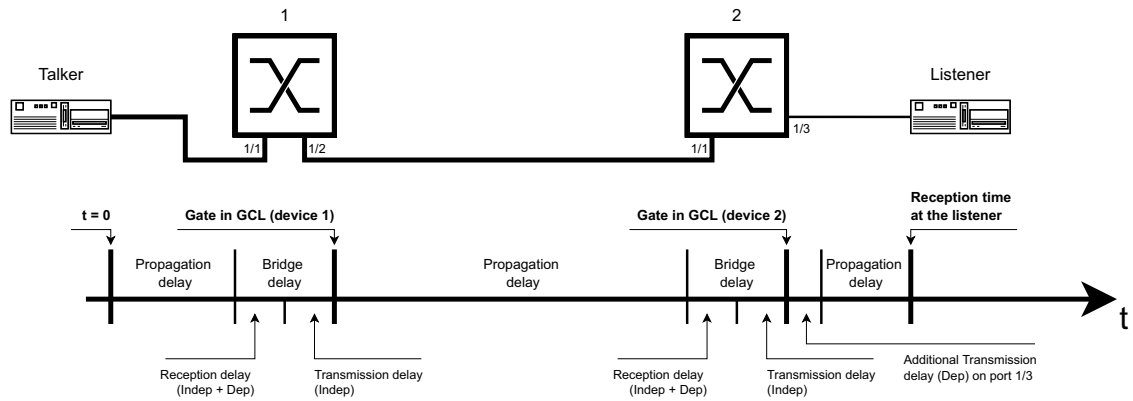 1
2
Talker
Listener
1/1
1/2
1/1
1/3
t = 0
Gate in GCL (device 1)
Gate in GCL (device 2)
Reception time
at the listener
Propagation
delay
Bridge
delay
Propagation
delay
Bridge
delay
Propagation
delay
t
Reception delay
(Indep + Dep)
Transmission delay
(Indep)
Reception delay
(Indep + Dep)
Transmission delay
(Indep)
Additional Transmission
delay (Dep) on port 1/3